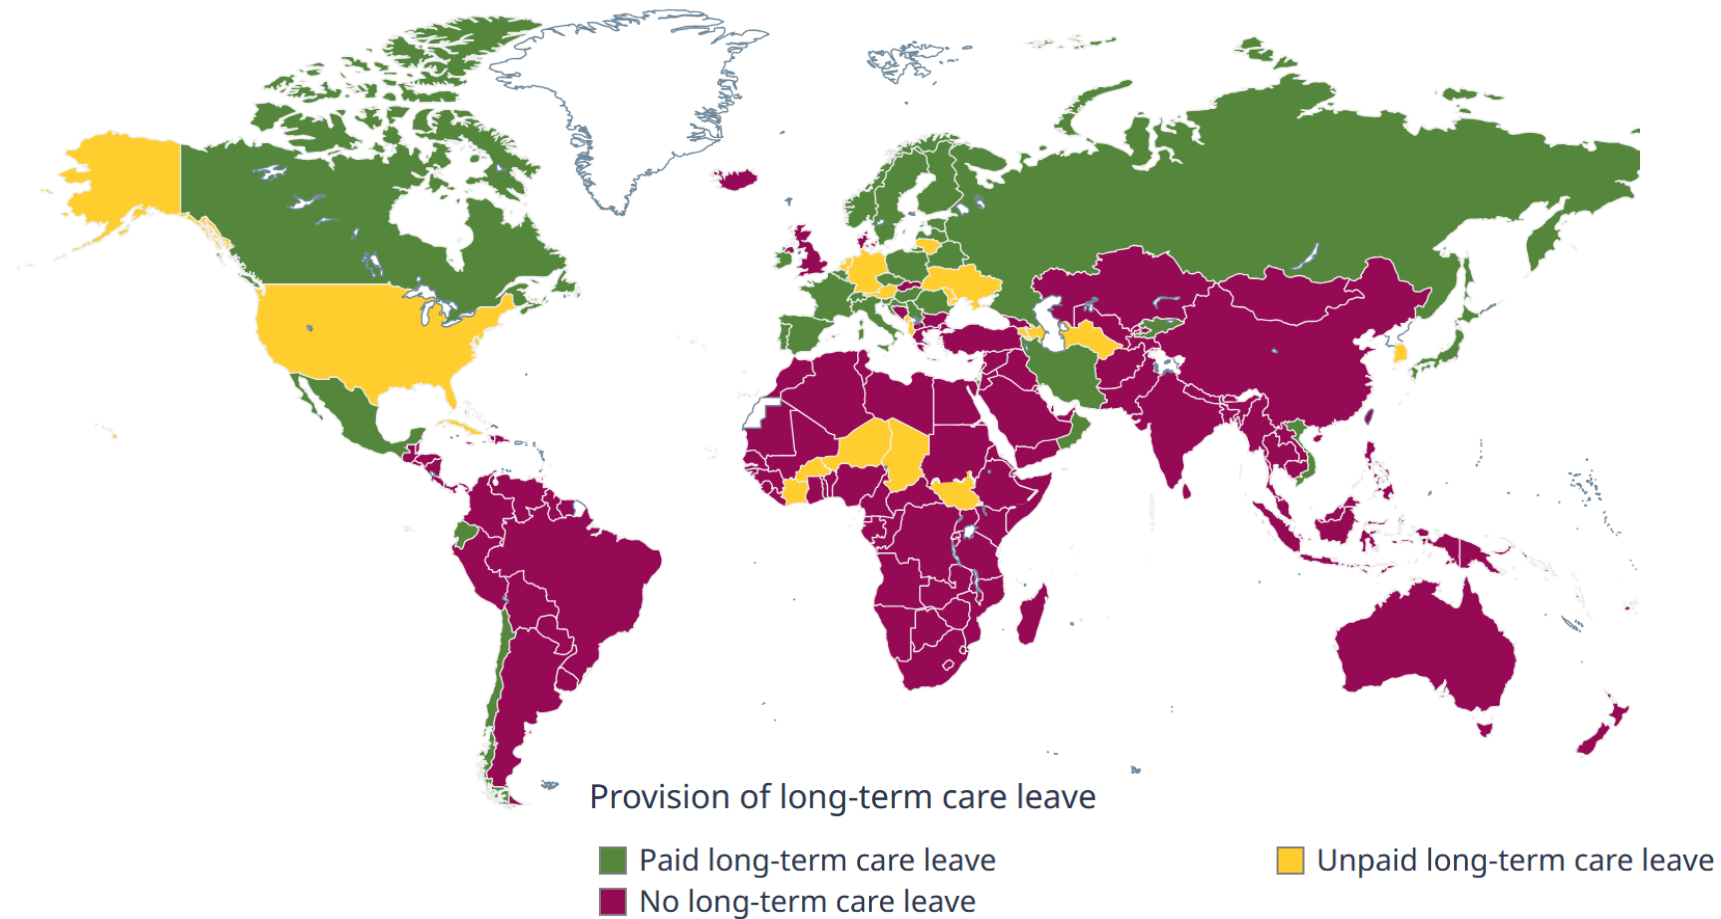 Provision of long-term care leave
Paid long-term care leave
Unpaid long-term care leave
No long-term care leave